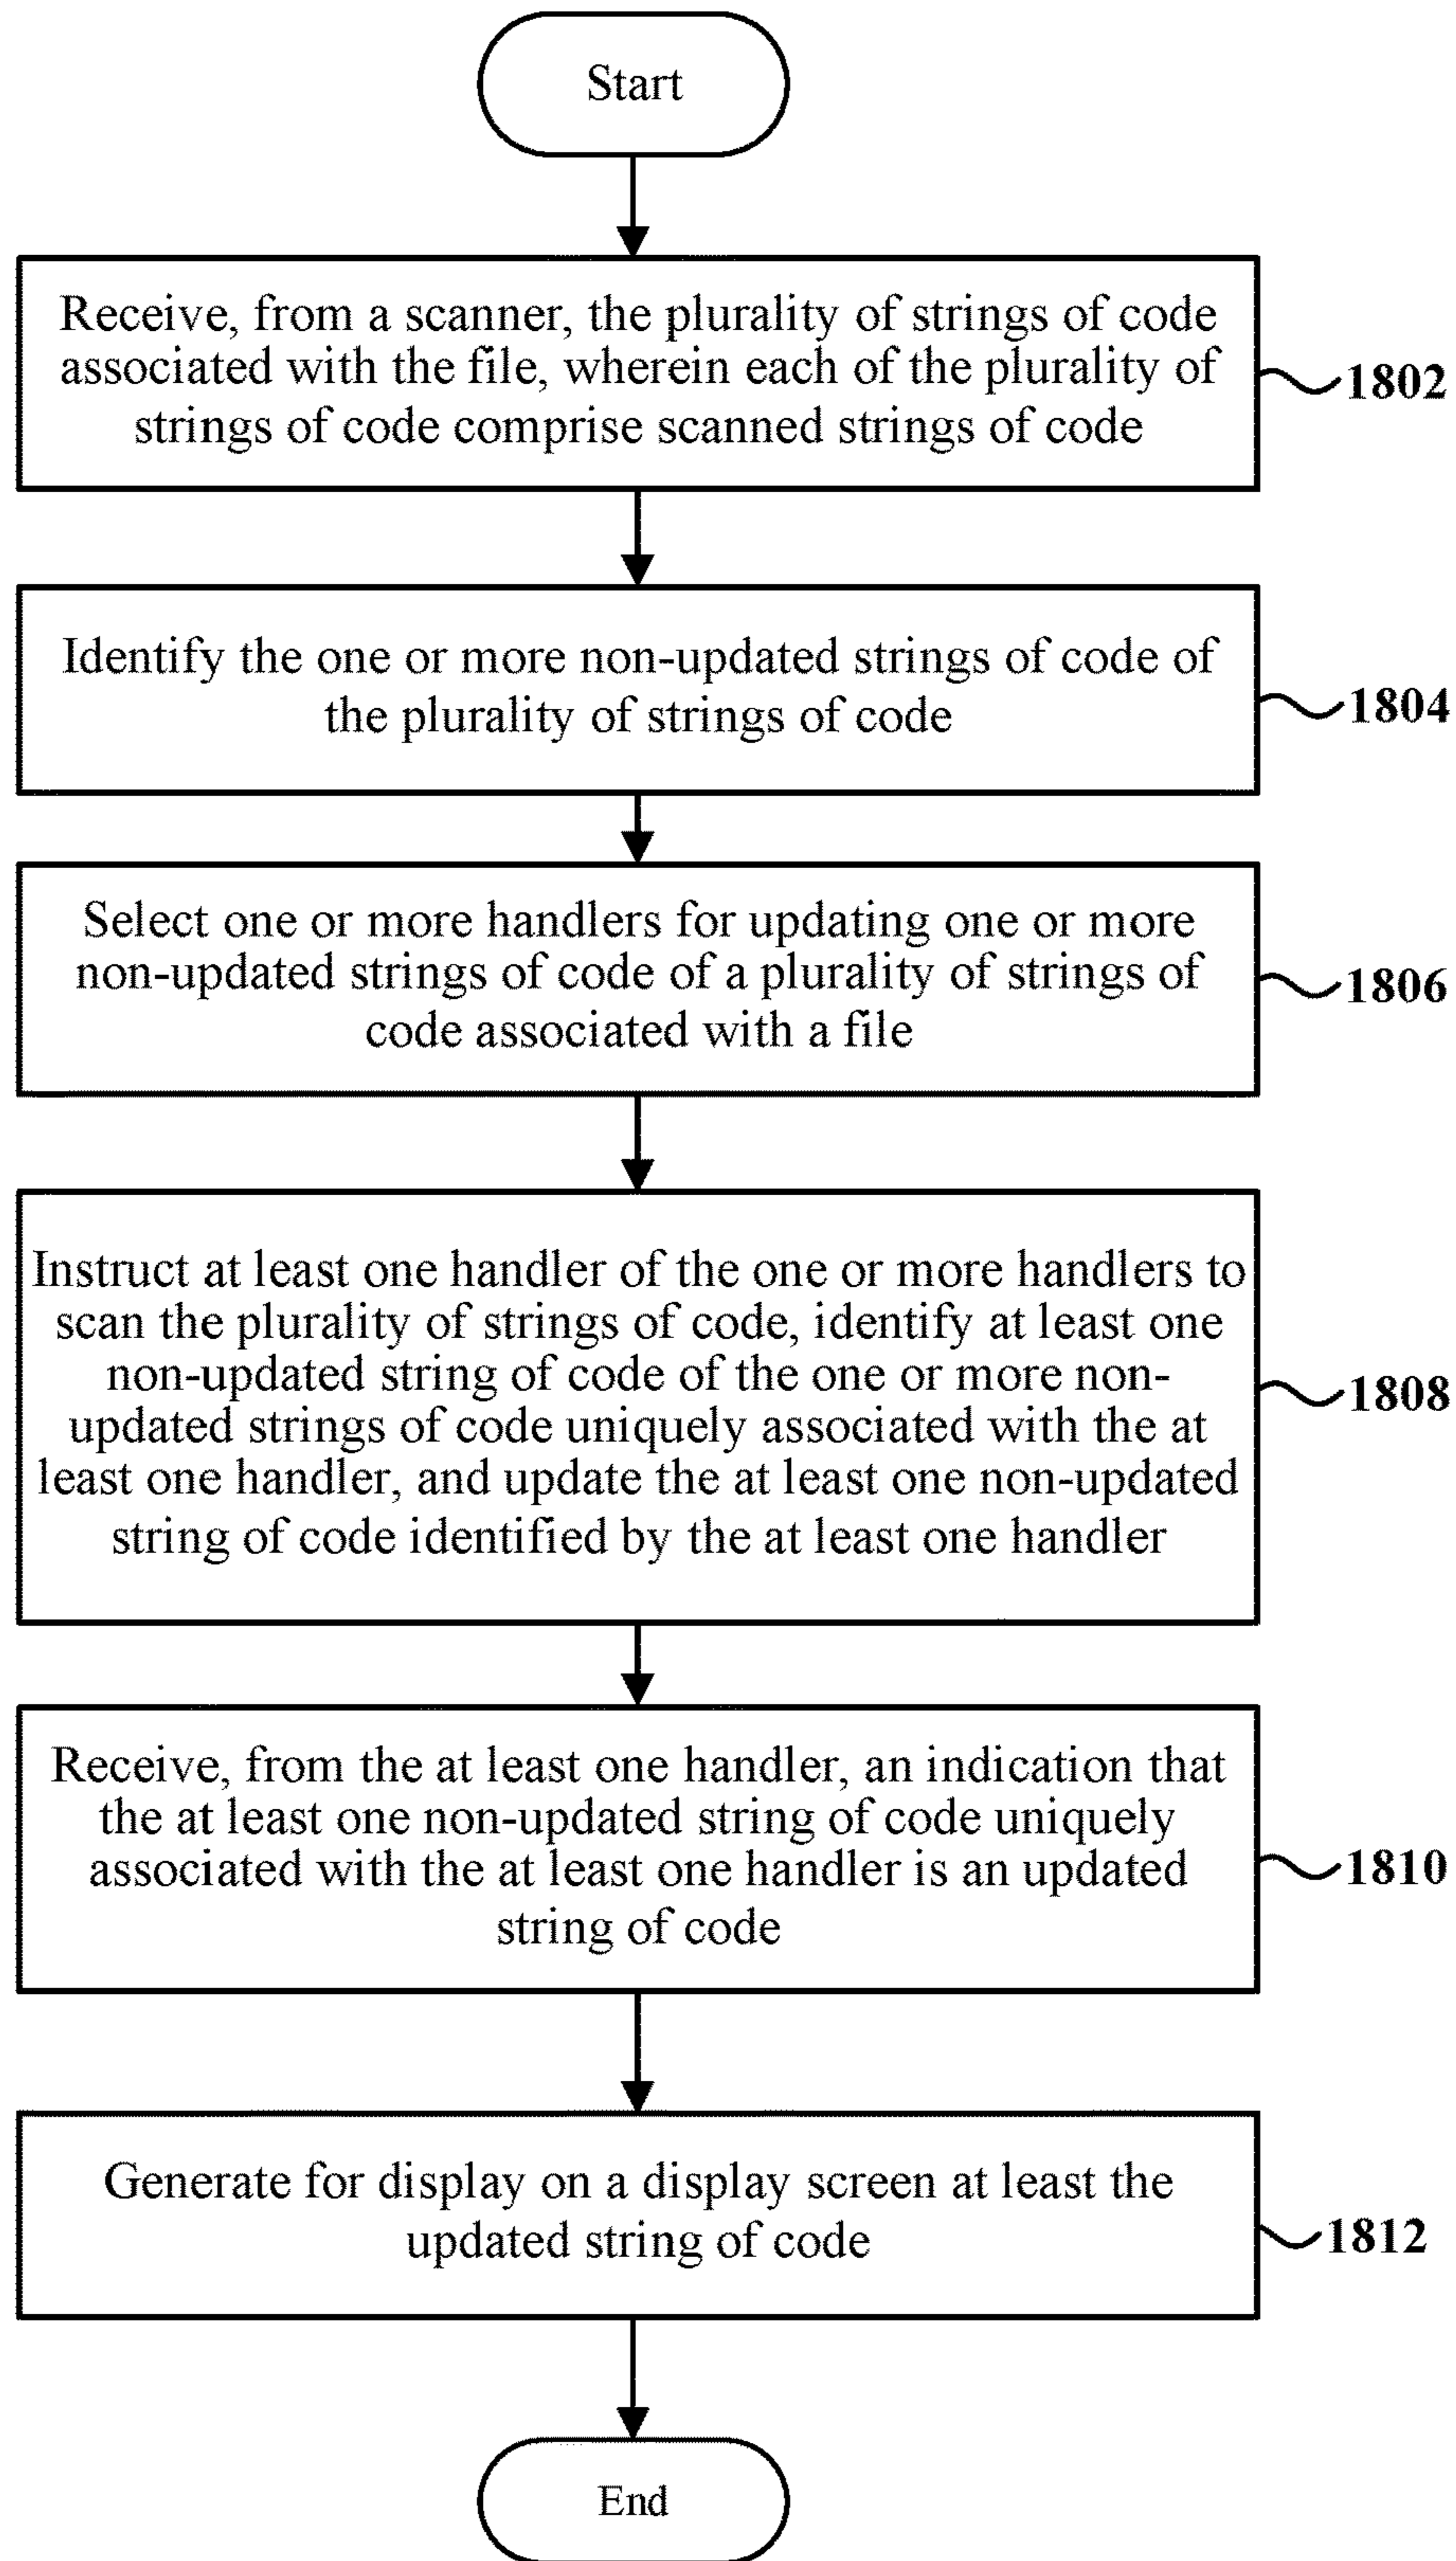 Start
Receive, from a scanner, the plurality of strings of code
associated with the file, wherein each of the plurality of
strings of code comprise scanned strings of code
1802
Identify the one or more non-updated strings of code of
the plurality of strings of code
1804
Select one or more handlers for updating one or more
non-updated strings of code of a plurality of strings of
code associated with a file
1806
Instruct at least one handler of the one or more handlers to
scan the plurality of strings of code, identify at least one
non-updated string of code of the one or more non-
updated strings of code uniquely associated with the at
least one handler, and update the at least one non-updated
string of code identified by the at least one handler
1808
Receive, from the at least one handler, an indication that
the at least one non-updated string of code uniquely
associated with the at least one handler is an updated
string of code
1810
Generate for display on a display screen at least the
updated string of code
1812
End